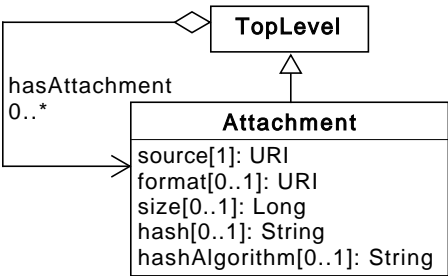 TopLevel
hasAttachment
0..*
Attachment
source[1]: URI
format[0..1]: URI
size[0..1]: Long
hash[0..1]: String
hashAlgorithm[0..1]: String